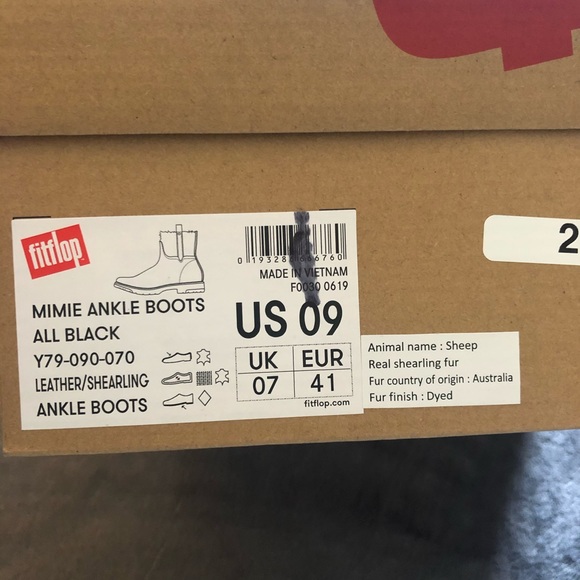 fitflop
MIMIE ANKLE BOOTS
ALL BLACK
Y79-090-070
LEATHER/SHEARLING
ANKLE BOOTS
MADE IN VIETNAM
F0030 0619
US 09
UK EUR
07 41
fitflop.com
Animal name : Sheep
Real shearling fur
Fur country of origin : Australia
Fur finish : Dyed
2